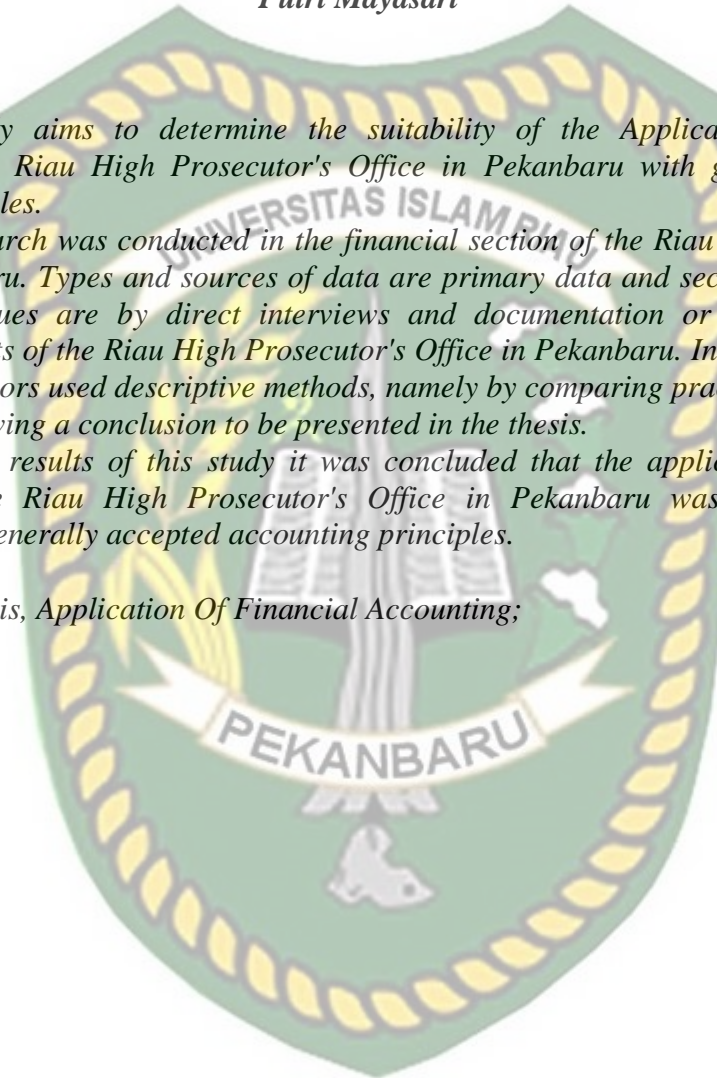 Putri Mayasari
y aims to determine the suitability of the Applica
Riau High Prosecutor's Office in Pekanbaru with g
les.
UNIVERSITAS ISLAM RIAU
arch was conducted in the financial section of the Riau
ru. Types and sources of data are primary data and sec
ues are by direct interviews and documentation or
ts of the Riau High Prosecutor's Office in Pekanbaru. In
ors used descriptive methods, namely by comparing prac
ving a conclusion to be presented in the thesis.
results of this study it was concluded that the applic
e Riau High Prosecutor's Office in Pekanbaru was
enerally accepted accounting principles.
is, Application Of Financial Accounting;
PEKANBARU